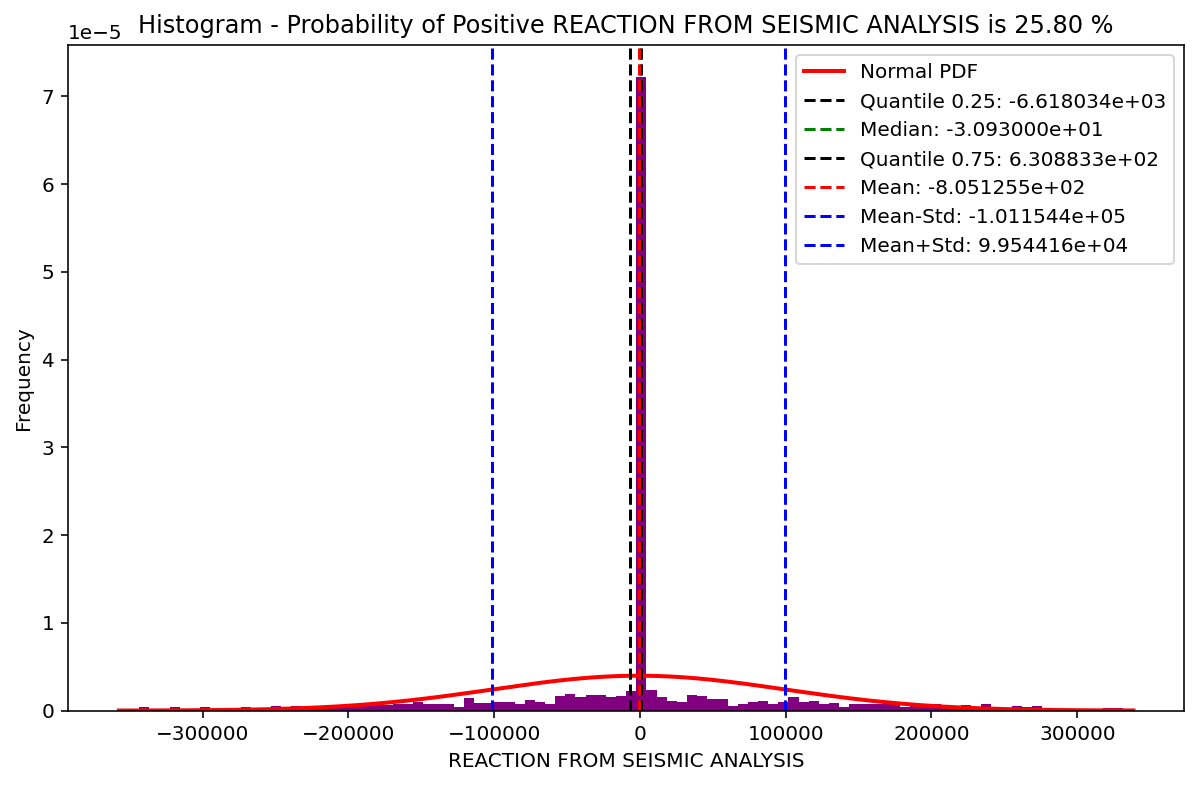 Histogram - Probability of Positive REACTION FROM SEISMIC ANALYSIS is 25.80 %
1e−5
Normal PDF
Quantile 0.25: -6.618034e+03
Median: -3.093000e+01
Quantile 0.75: 6.308833e+02
Mean: -8.051255e+02
Mean-Std: -1.011544e+05
Mean+Std: 9.954416e+04
7
6
5
4
3
2
1
0
Frequency
−300000 −200000 −100000 0 100000 200000 300000
REACTION FROM SEISMIC ANALYSIS